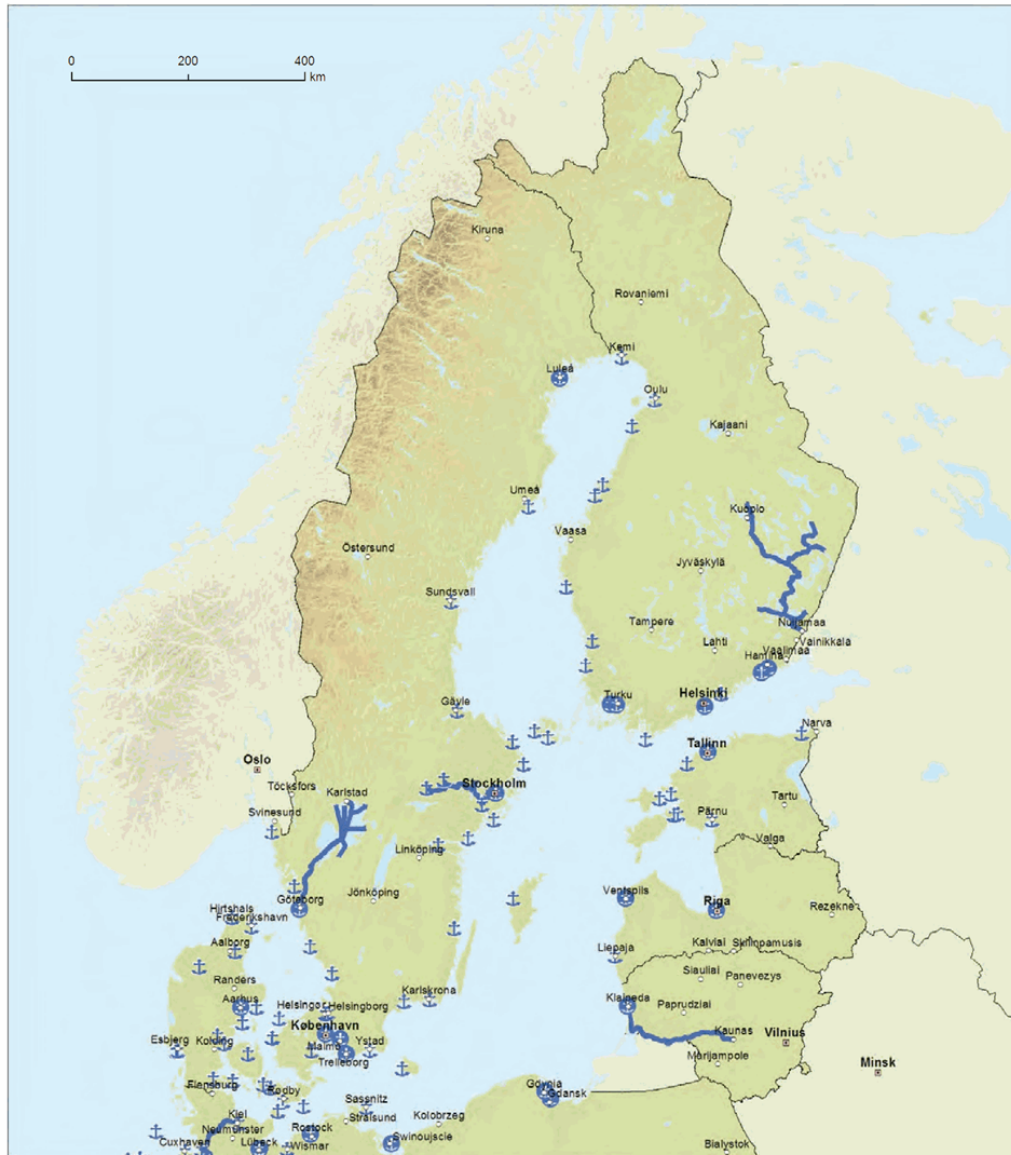 0 200 400
km
Kiruna
Rovaniemi
Kemi
Luleå
Oulu
Kajaani
Umeå
Kuopio
Vaasa
Östersund
Jyväskylä
Sundsvall
Tampere
Nuijamaa
Lahti
Vainikkala
Vaalimaa
Hamina
Turku
Helsinki
Gävle
Narva
Tallinn
Oslo
Töcksfors
Karlstad
Stockholm
Tartu
Svinesund
Pärnu
Valga
Linköping
Jönköping
Ventspils
Göteborg
Riga
Rezekne
Hirtshals
Frederikshavn
Aalborg
Liepaja
Kalviai
Skrinpamusis
Siauliai
Panevezys
Randers
Aarhus
Karlskrona
Klaipeda
Paprudziai
Helsingør
Helsingborg
København
Kaunas
Vilnius
Esbjerg
Kolding
Malmö
Ystad
Trelleborg
Marijampole
Minsk
Flensburg
Rødby
Gdynia
Gdansk
Sassnitz
Kiel
Stralsund
Kolobrzeg
Neumünster
Rostock
Cuxhaven
Lübeck
Wismar
Swinoujscie
Bialystok